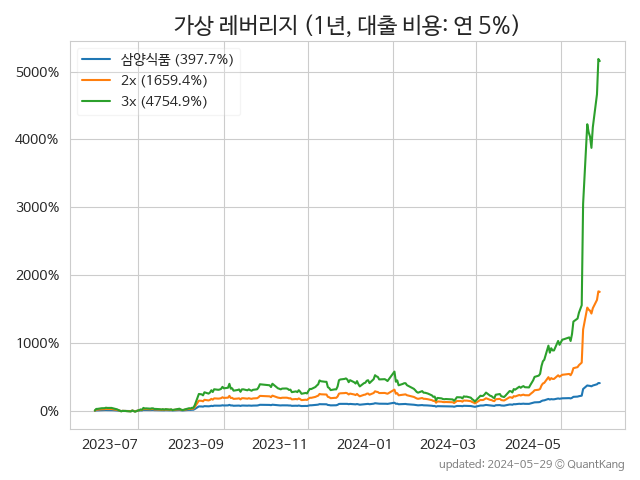 가상 레버리지 (1년, 대출 비용: 연 5%)
삼양식품 (397.7%)
2x (1659.4%)
3x (4754.9%)
5000%
4000%
3000%
2000%
1000%
0%
2023-07 2023-09 2023-11 2024-01 2024-03 2024-05
updated: 2024-05-29 © QuantKang